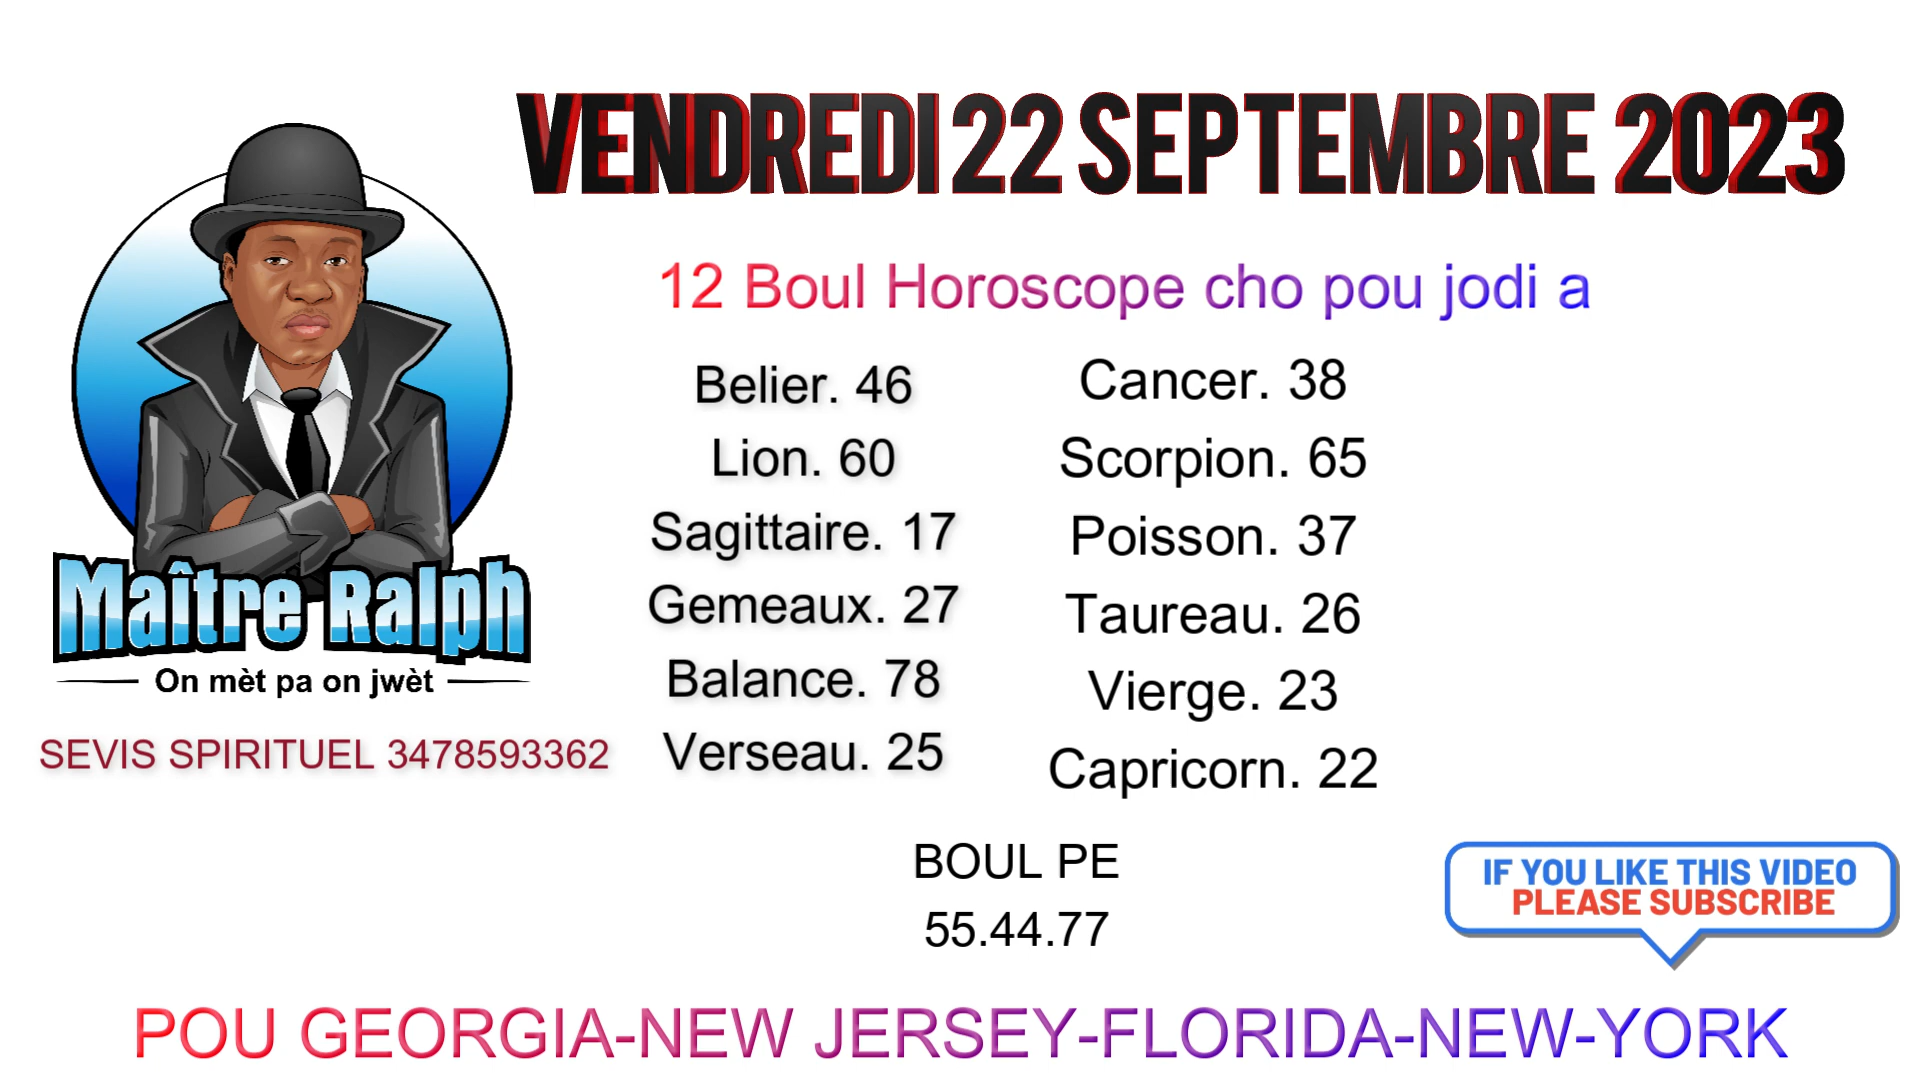 VENDREDI 22 SEPTEMBRE 2023
12 Boul Horoscope cho pou jodi a
Belier. 46
Lion. 60
Sagittaire. 17
Gemeaux. 27
Balance. 78
Verseau. 25
Cancer. 38
Scorpion. 65
Poisson. 37
Taureau. 26
Vierge. 23
Capricorn. 22
Maître Ralph
On mèt pa on jwèt
SEVIS SPIRITUEL 3478593362
BOUL PE
55.44.77
IF YOU LIKE THIS VIDEO
PLEASE SUBSCRIBE
POU GEORGIA-NEW JERSEY-FLORIDA-NEW-YORK